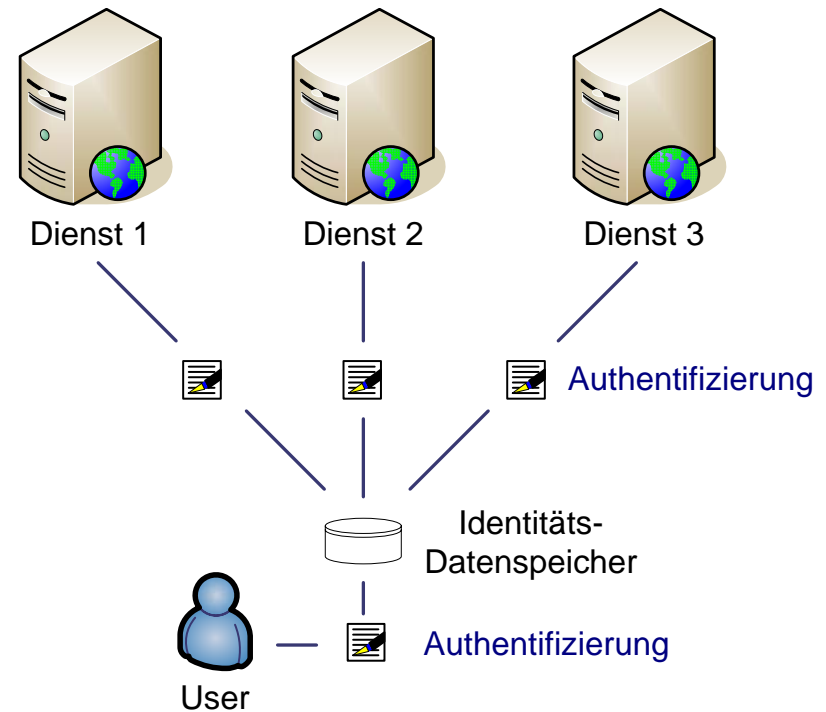 Dienst 1
Dienst 2
Dienst 3
Authentifizierung
Identitäts-
Datenspeicher
Authentifizierung
User